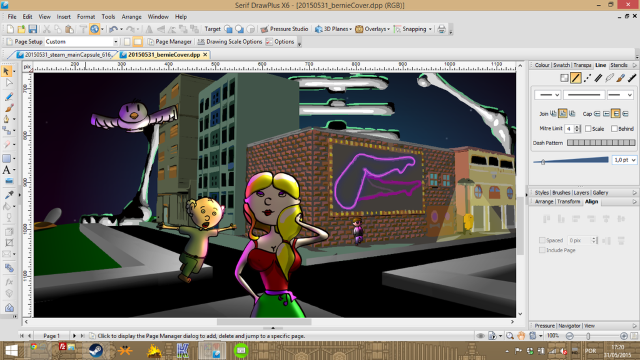 Serif DrawPlus X6 - [20150531_bernieCover.dpp (RGB)]
File Edit View Insert Format Tools Arrange Window Help
Pressure Studio 3D Planes Overlays Snapping
Page Setup Custom Page Manager Drawing Scale Options Options
20150531_steam_mainCapsule_616... 20150531_bernieCover.dpp
Colour Swatch Transpa Line Stylus
Join Cap
Mitre Limit 4 Scale Behind
Dash Pattern
1,0 pt
Styles Brushes Layers Gallery
Arrange Transform Align
Spaced 0 pix
Include Page
Pressure Navigator View
Page 1 Click to display the Page Manager dialog to add, delete and jump to a specific page. 100%
POR 17:20
31/05/2015